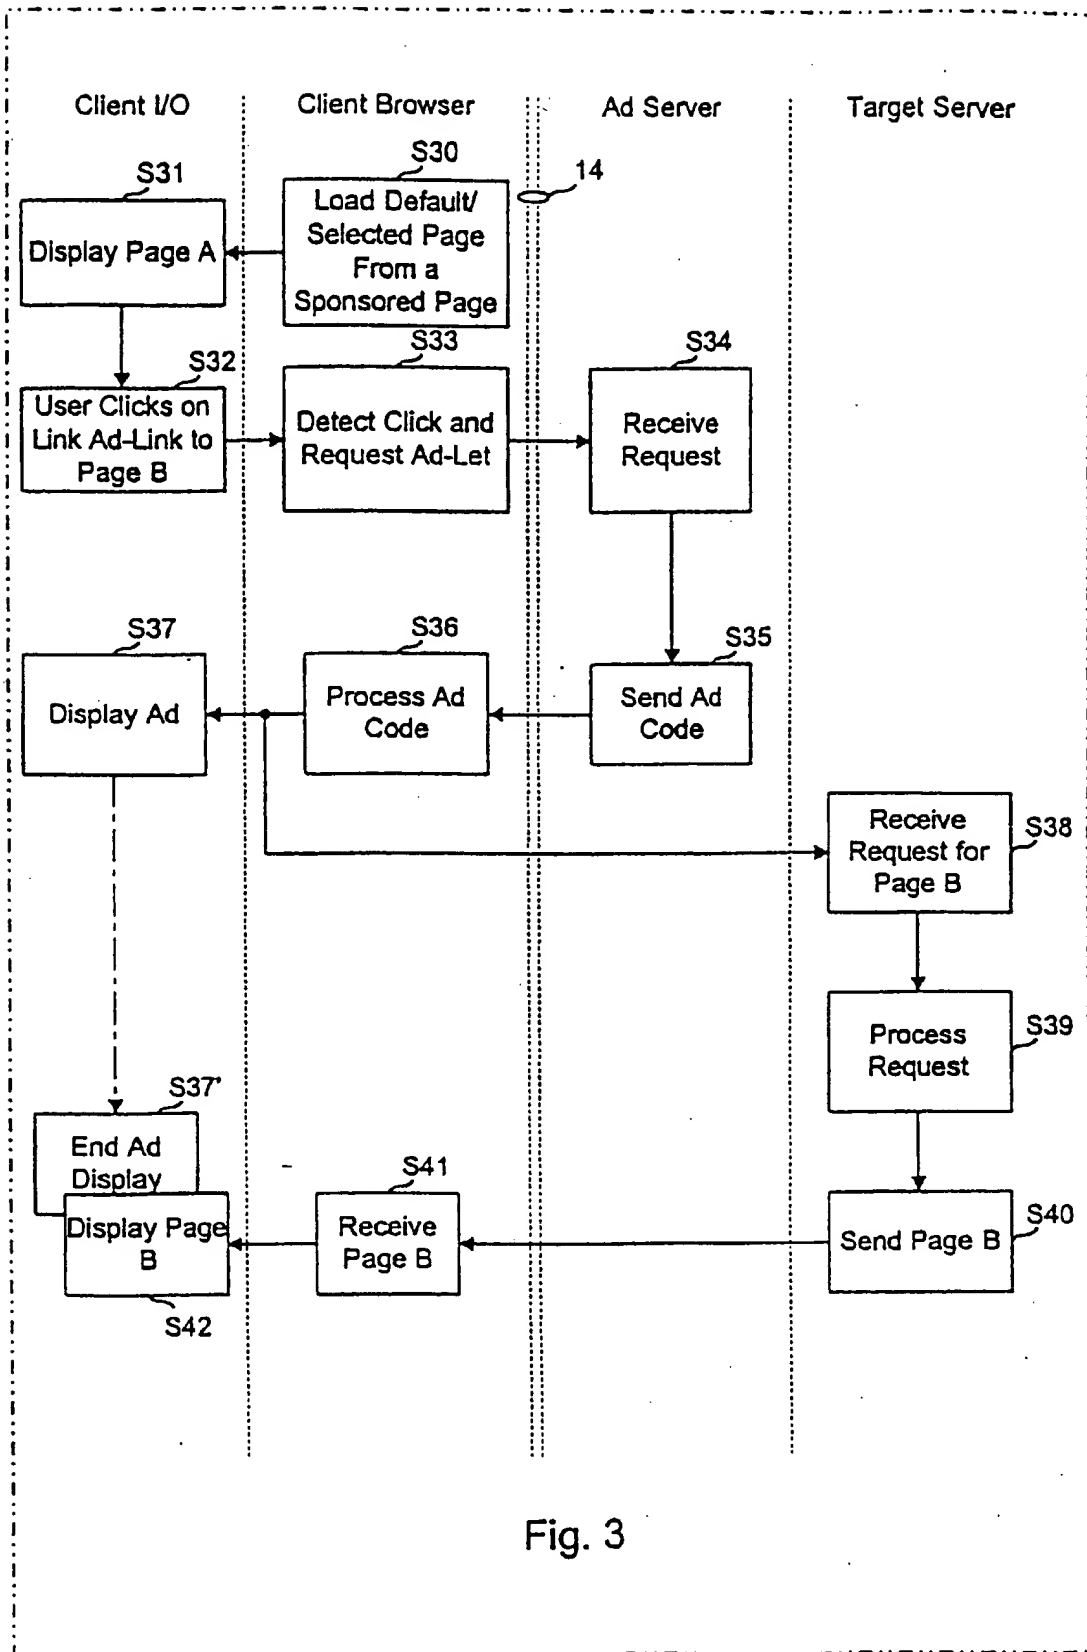 Client I/O
Client Browser
Ad Server
Target Server
S31
S30
14
Display Page A
Load Default/
Selected Page
From a
Sponsored Page
S32
S33
S34
User Clicks on
Link Ad-Link to
Page B
Detect Click and
Request Ad-Let
Receive
Request
S37
S36
S35
Display Ad
Process Ad
Code
Send Ad
Code
Receive
Request for
Page B
S38
Process
Request
S39
S37'
End Ad
Display
S41
Display Page
B
Receive
Page B
Send Page B
S40
S42
Fig. 3